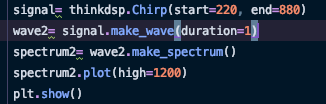 signal= thinkdsp.Chirp(start=220, end=880)
wave2= signal.make_wave(duration=1)
spectrum2= wave2.make_spectrum()
spectrum2.plot(high=1200)
plt.show()